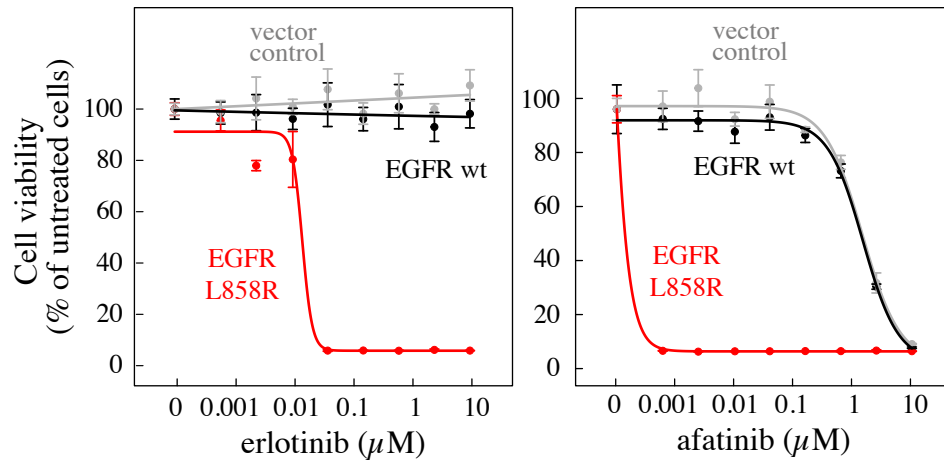 Cell viability
(% of untreated cells)
100
80
60
40
20
0
vector
control
EGFR wt
EGFR
L858R
0 0.001 0.01 0.1 1 10
erlotinib (µM)
100
80
60
40
20
0
vector
control
EGFR wt
EGFR
L858R
0 0.001 0.01 0.1 1 10
afatinib (µM)